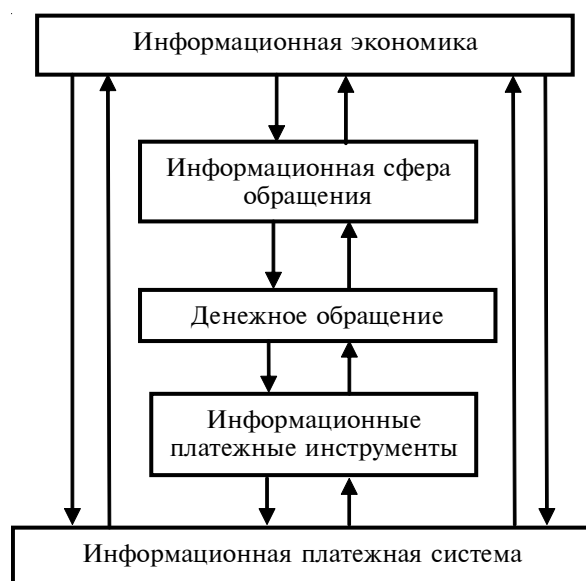 Информационная экономика
Информационная сфера
обращения
Денежное обращение
Информационные
платежные инструменты
Информационная платежная система